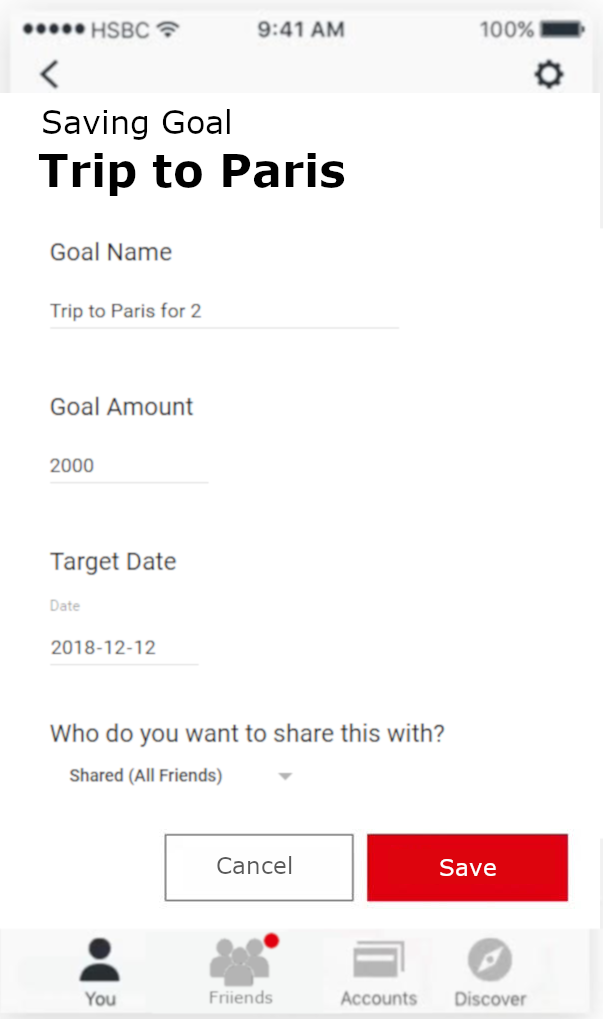 HSBC 9:41 AM 100%
Saving Goal
Trip to Paris
Goal Name
Trip to Paris for 2
Goal Amount
2000
Target Date
Date
2018-12-12
Who do you want to share this with?
Shared (All Friends)
Cancel Save
You Friiends Accounts Discover